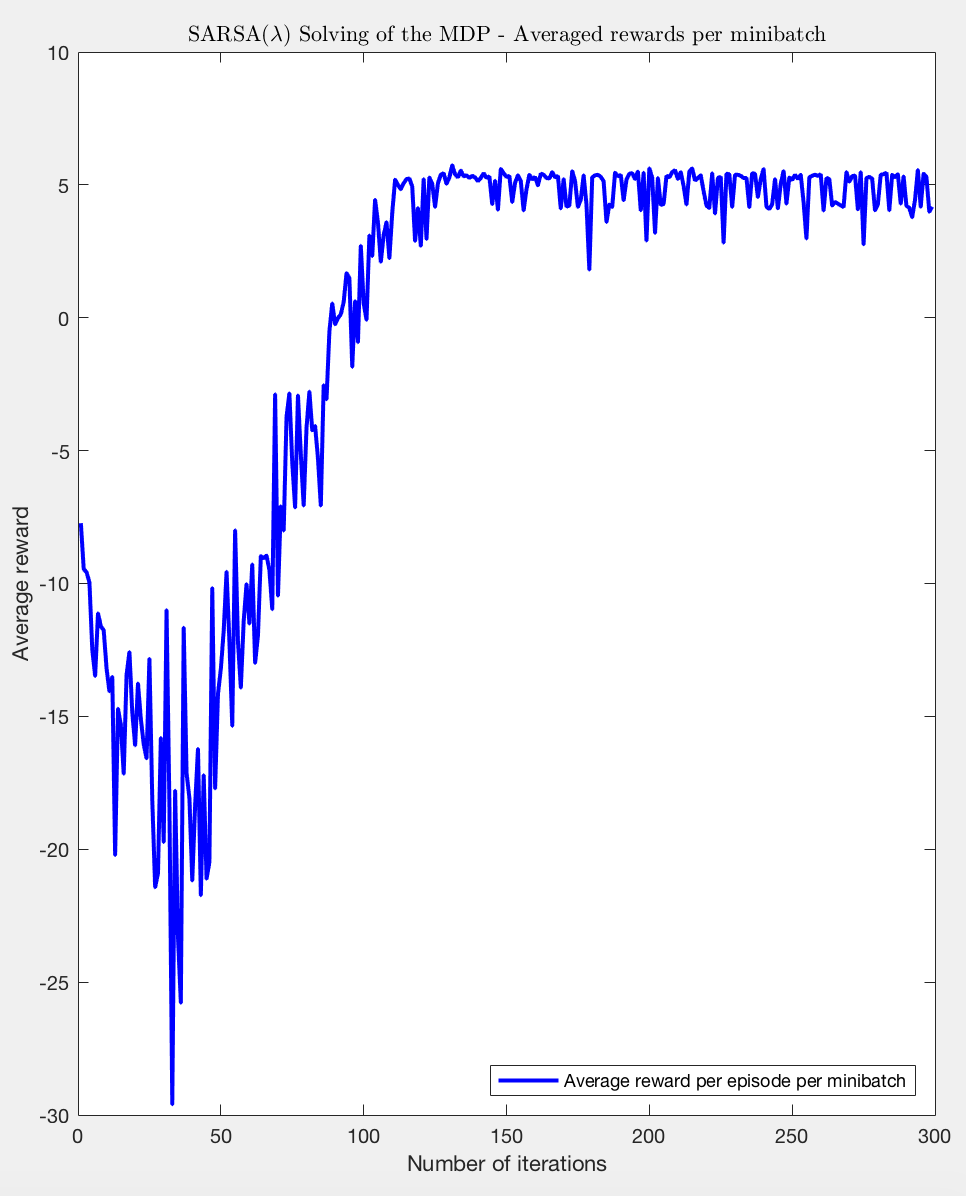 SARSA(λ) Solving of the MDP - Averaged rewards per minibatch
10
5
0
-5
-10
-15
-20
-25
-30
Average reward
Average reward per episode per minibatch
0 50 100 150 200 250 300
Number of iterations